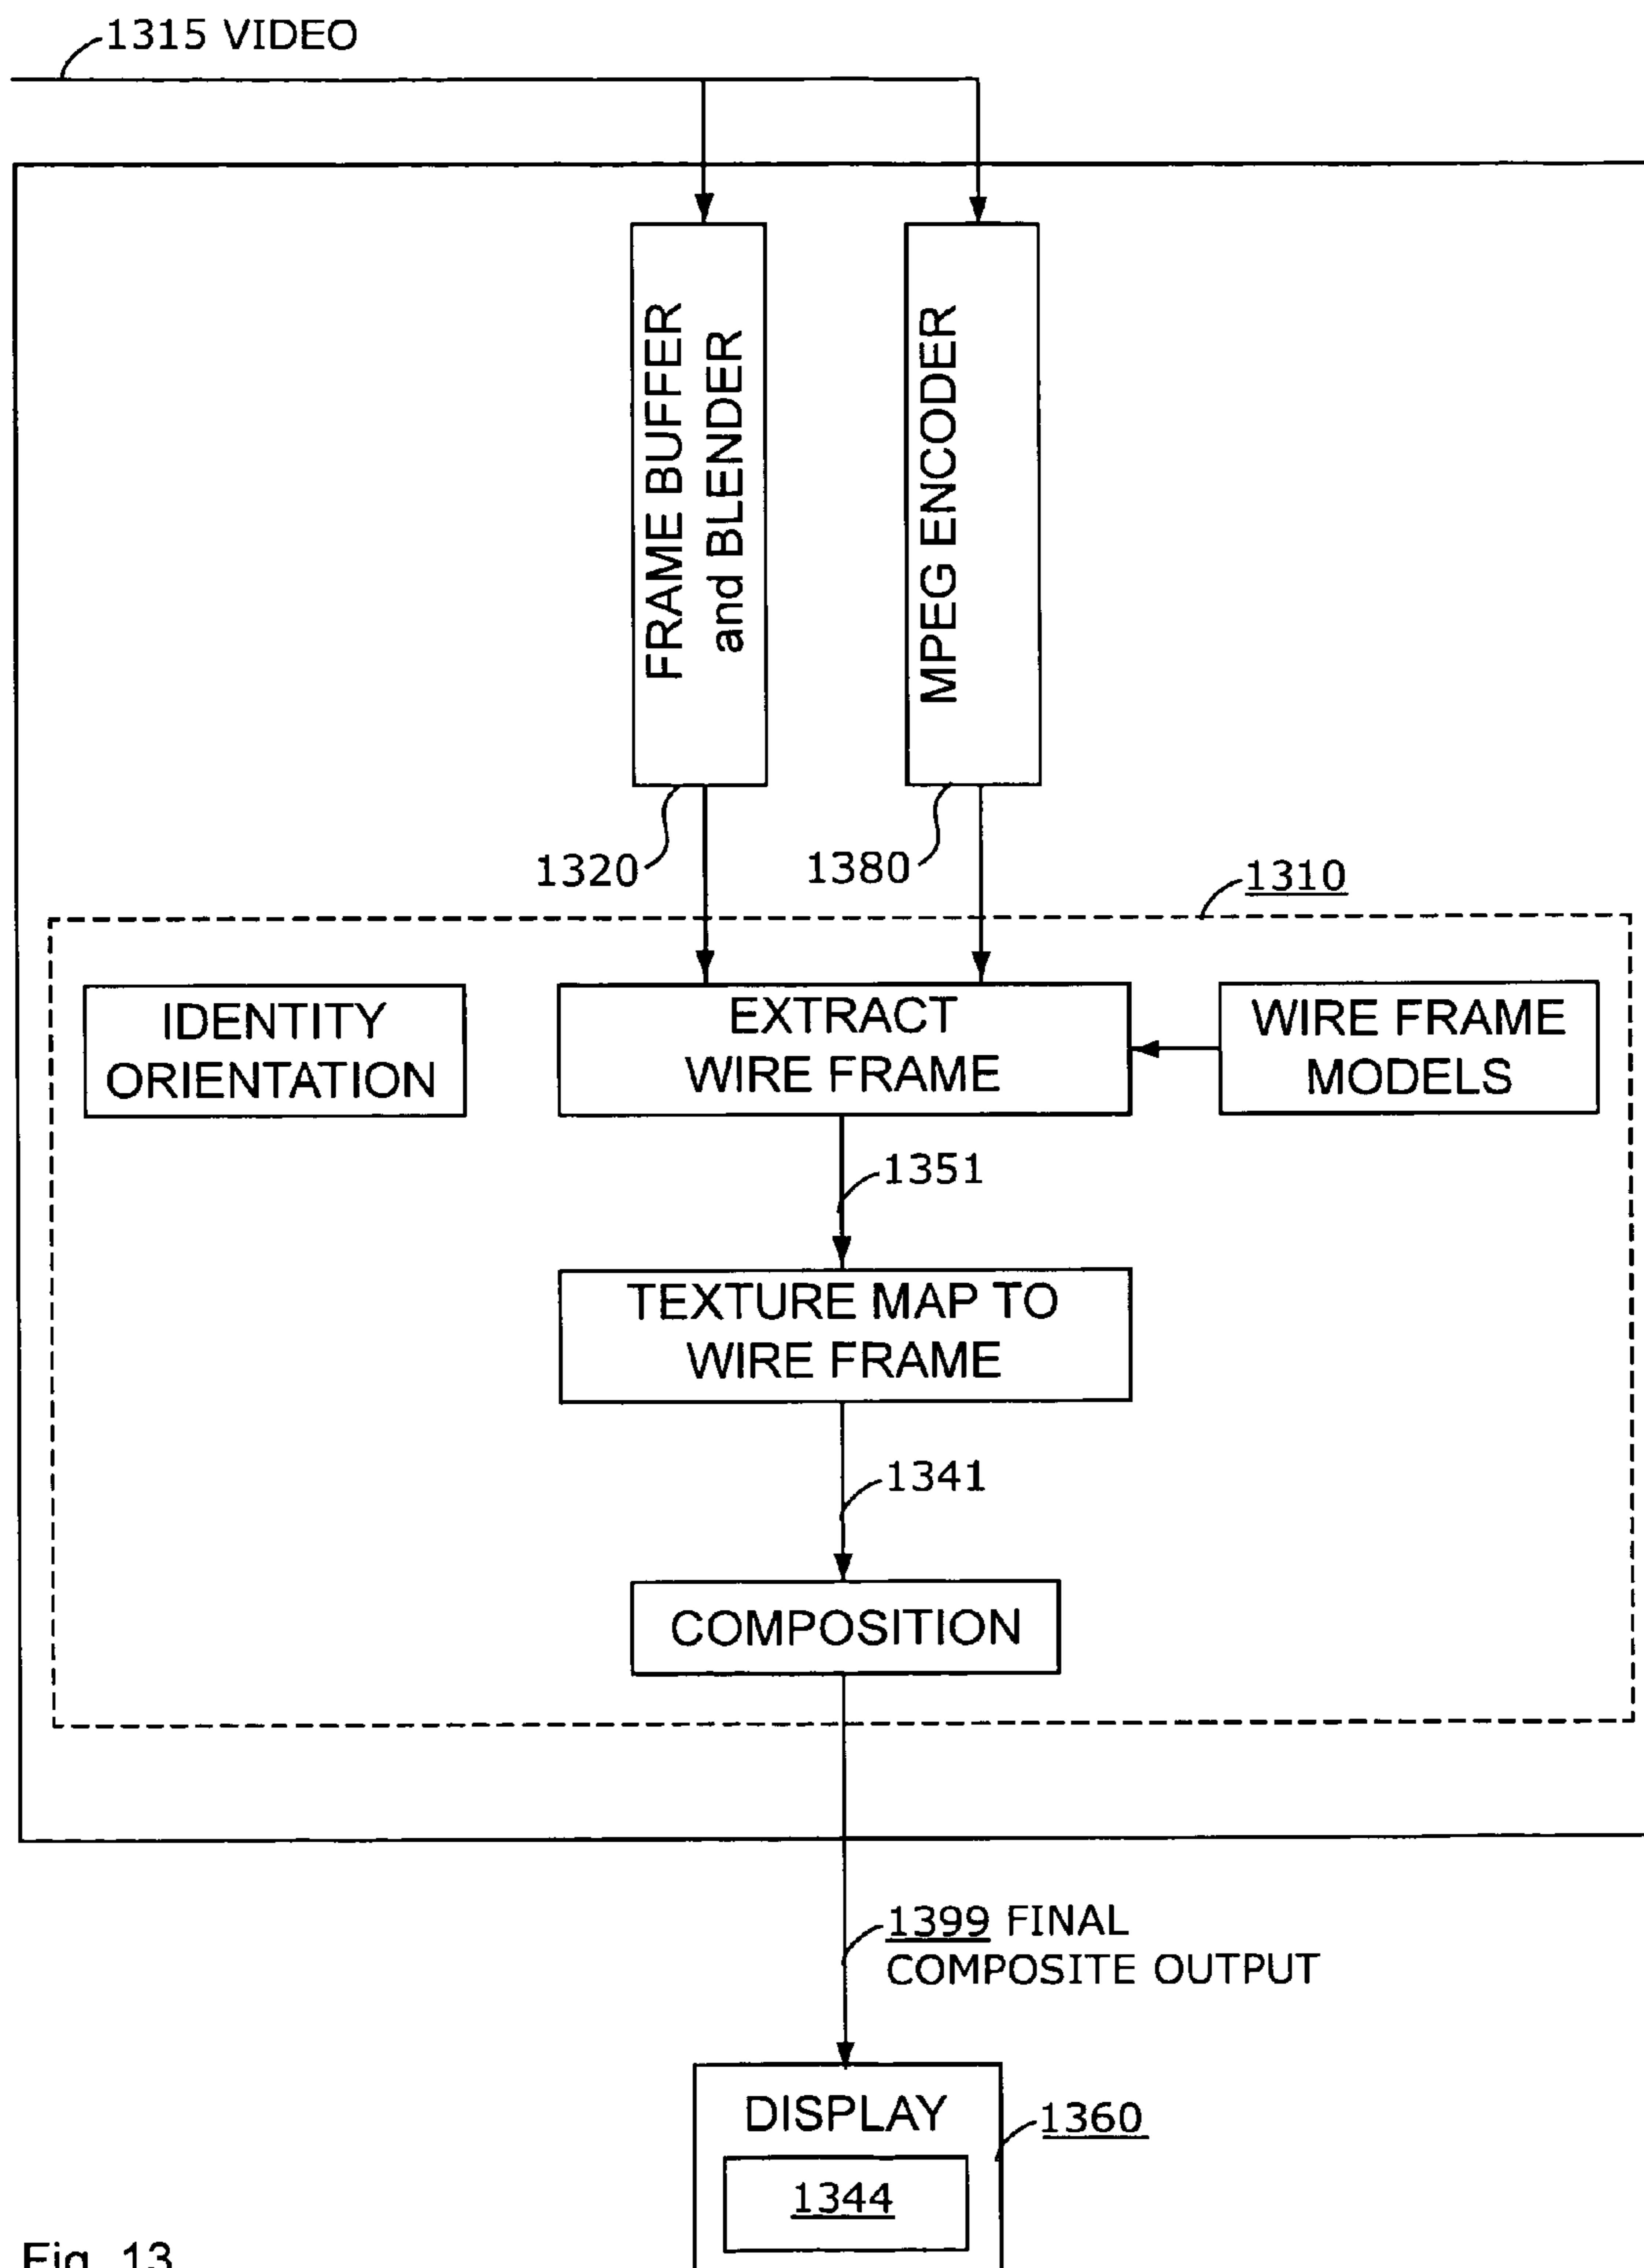 1315 VIDEO
FRAME BUFFER
and BLENDER
MPEG ENCODER
1320
1380
1310
IDENTITY
ORIENTATION
EXTRACT
WIRE FRAME
WIRE FRAME
MODELS
1351
TEXTURE MAP TO
WIRE FRAME
1341
COMPOSITION
1399 FINAL
COMPOSITE OUTPUT
DISPLAY
1360
1344
Fig. 13